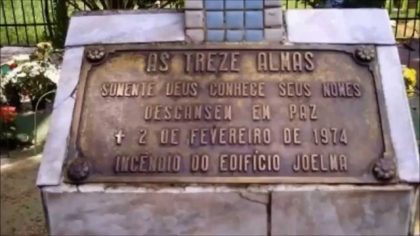 AS TREZE ALMAS
SOMENTE DEUS CONHECE SEUS NOMES
DESCANSEM EM PAZ
✝ 2 DE FEVEREIRO DE 1974
INCÊNDIO DO EDIFÍCIO JOELMA